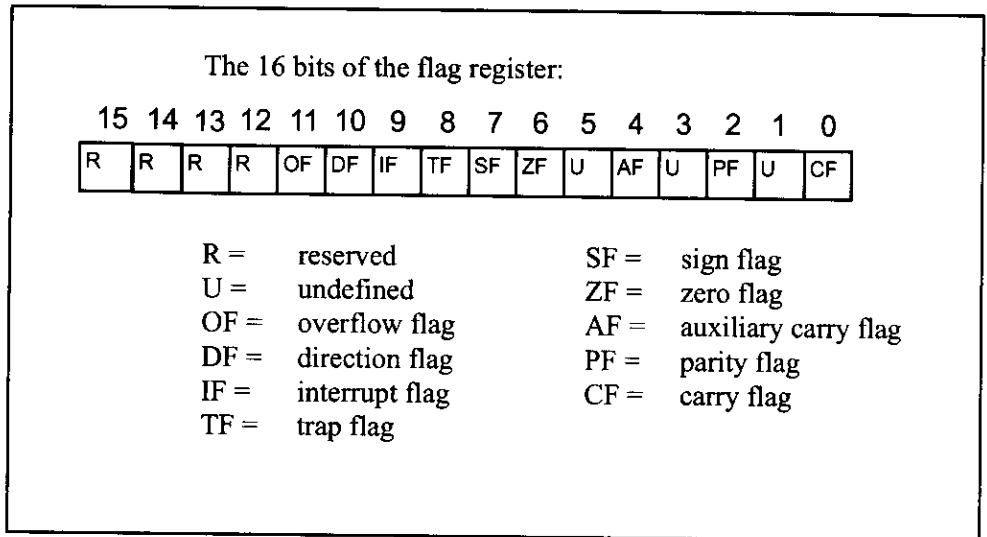 The 16 bits of the flag register:
15 14 13 12 11 10 9 8 7 6 5 4 3 2 1 0
R R R R OF DF IF TF SF ZF U AF U PF U CF
R = reserved SF = sign flag
U = undefined ZF = zero flag
OF = overflow flag AF = auxiliary carry flag
DF = direction flag PF = parity flag
IF = interrupt flag CF = carry flag
TF = trap flag